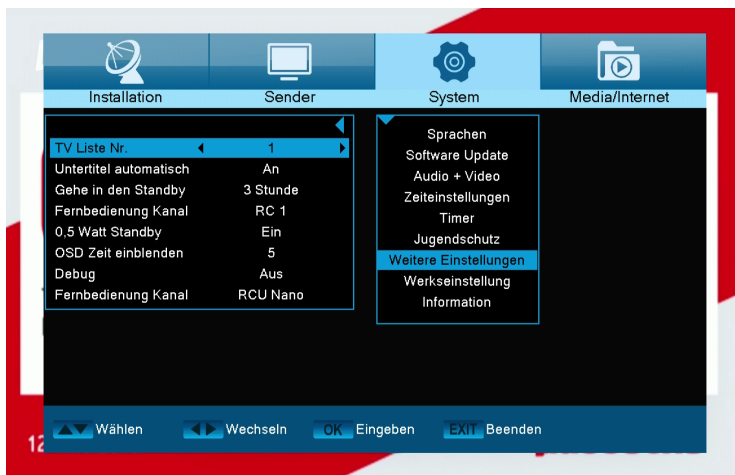 Installation
Sender
System
Media/Internet
TV Liste Nr. 1
Untertitel automatisch An
Gehe in den Standby 3 Stunde
Fernbedienung Kanal RC 1
0,5 Watt Standby Ein
OSD Zeit einblenden 5
Debug Aus
Fernbedienung Kanal RCU Nano
Sprachen
Software Update
Audio + Video
Zeiteinstellungen
Timer
Jugendschutz
Weitere Einstellungen
Werkseinstellung
Information
Wählen Wechseln OK Eingeben EXIT Beenden
12